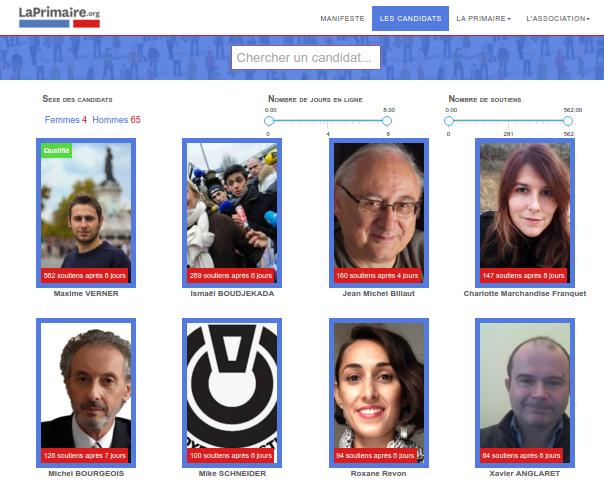 LaPrimaire.org
MANIFESTE LES CANDIDATS LA PRIMAIRE L'ASSOCIATION
Chercher un candidat...
Sexe des candidats Nombre de jours en ligne Nombre de soutiens
0.00 8.00 0.00 562.00
Femmes 4 Hommes 65
0 4 8 0 281 562
Qualifié
562 soutiens après 8 jours 269 soutiens après 8 jours 160 soutiens après 4 jours 147 soutiens après 8 jours
Maxime VERNER Ismaël BOUDJEKADA Jean Michel Billaut Charlotte Marchandise Franquet
126 soutiens après 7 jours 100 soutiens après 8 jours 94 soutiens après 8 jours 84 soutiens après 8 jours
Michel BOURGEOIS Mike SCHNEIDER Roxane Revon Xavier ANGLARET